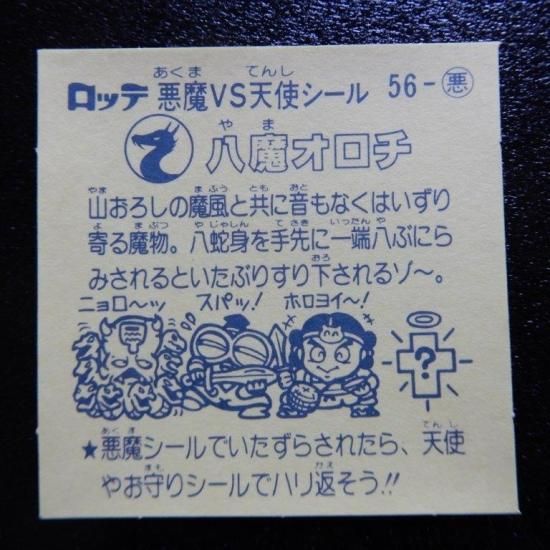 ロッテ 悪魔VS天使シール 56-悪
八魔オロチ
山おろしの魔風と共に音もなくはいずり
寄る魔物。八蛇身を手先に一端八ぶにら
みされるといたぶりすり下されるゾ〜。
ニョロ〜ッ スパッ! ホロヨイ〜!
?
★悪魔シールでいたずらされたら、天使
やお守りシールでハリ返そう!!